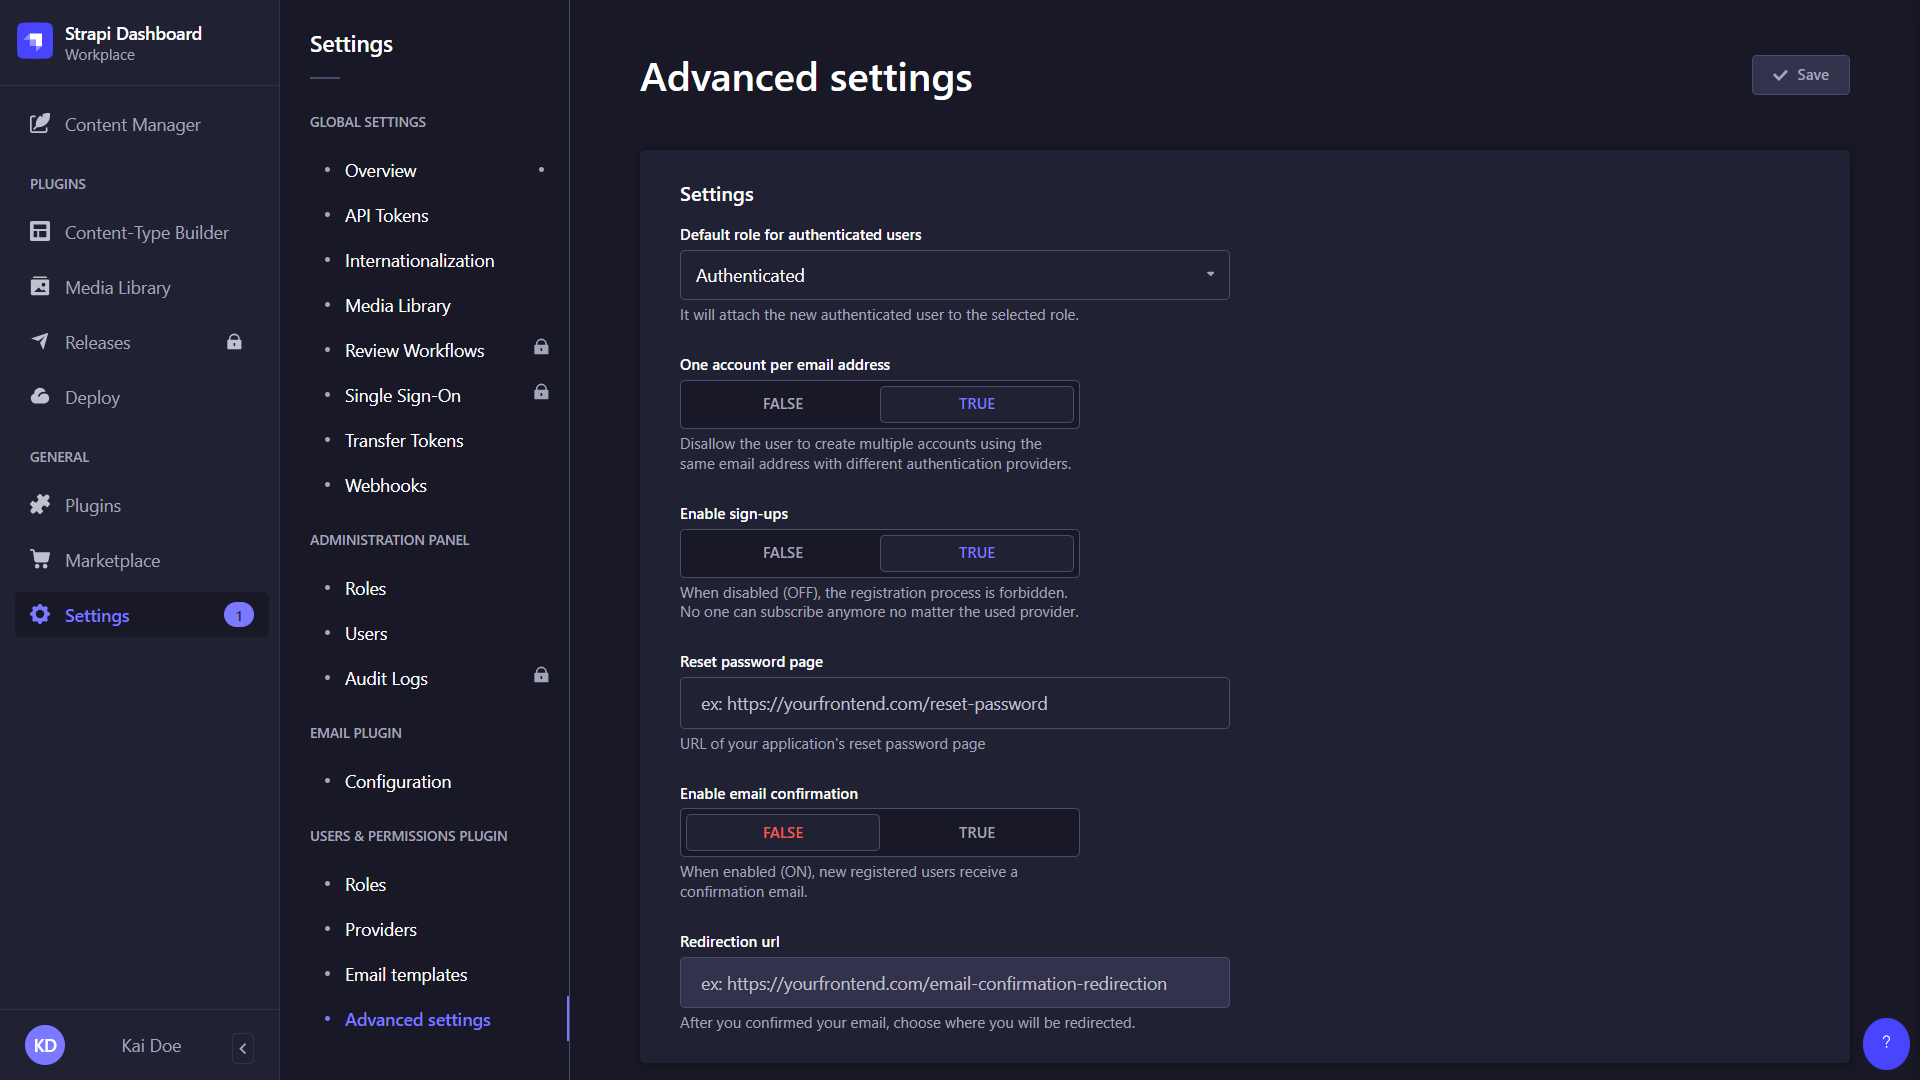 Strapi Dashboard
Workplace
Content Manager
PLUGINS
Content-Type Builder
Media Library
Releases
Deploy
GENERAL
Plugins
Marketplace
Settings
1
KD
Kai Doe
Settings
GLOBAL SETTINGS
Overview
API Tokens
Internationalization
Media Library
Review Workflows
Single Sign-On
Transfer Tokens
Webhooks
ADMINISTRATION PANEL
Roles
Users
Audit Logs
EMAIL PLUGIN
Configuration
USERS & PERMISSIONS PLUGIN
Roles
Providers
Email templates
Advanced settings
Advanced settings
Save
Settings
Default role for authenticated users
Authenticated
It will attach the new authenticated user to the selected role.
One account per email address
FALSE TRUE
Disallow the user to create multiple accounts using the
same email address with different authentication providers.
Enable sign-ups
FALSE TRUE
When disabled (OFF), the registration process is forbidden.
No one can subscribe anymore no matter the used provider.
Reset password page
ex: https://yourfrontend.com/reset-password
URL of your application's reset password page
Enable email confirmation
FALSE TRUE
When enabled (ON), new registered users receive a
confirmation email.
Redirection url
ex: https://yourfrontend.com/email-confirmation-redirection
After you confirmed your email, choose where you will be redirected.
?